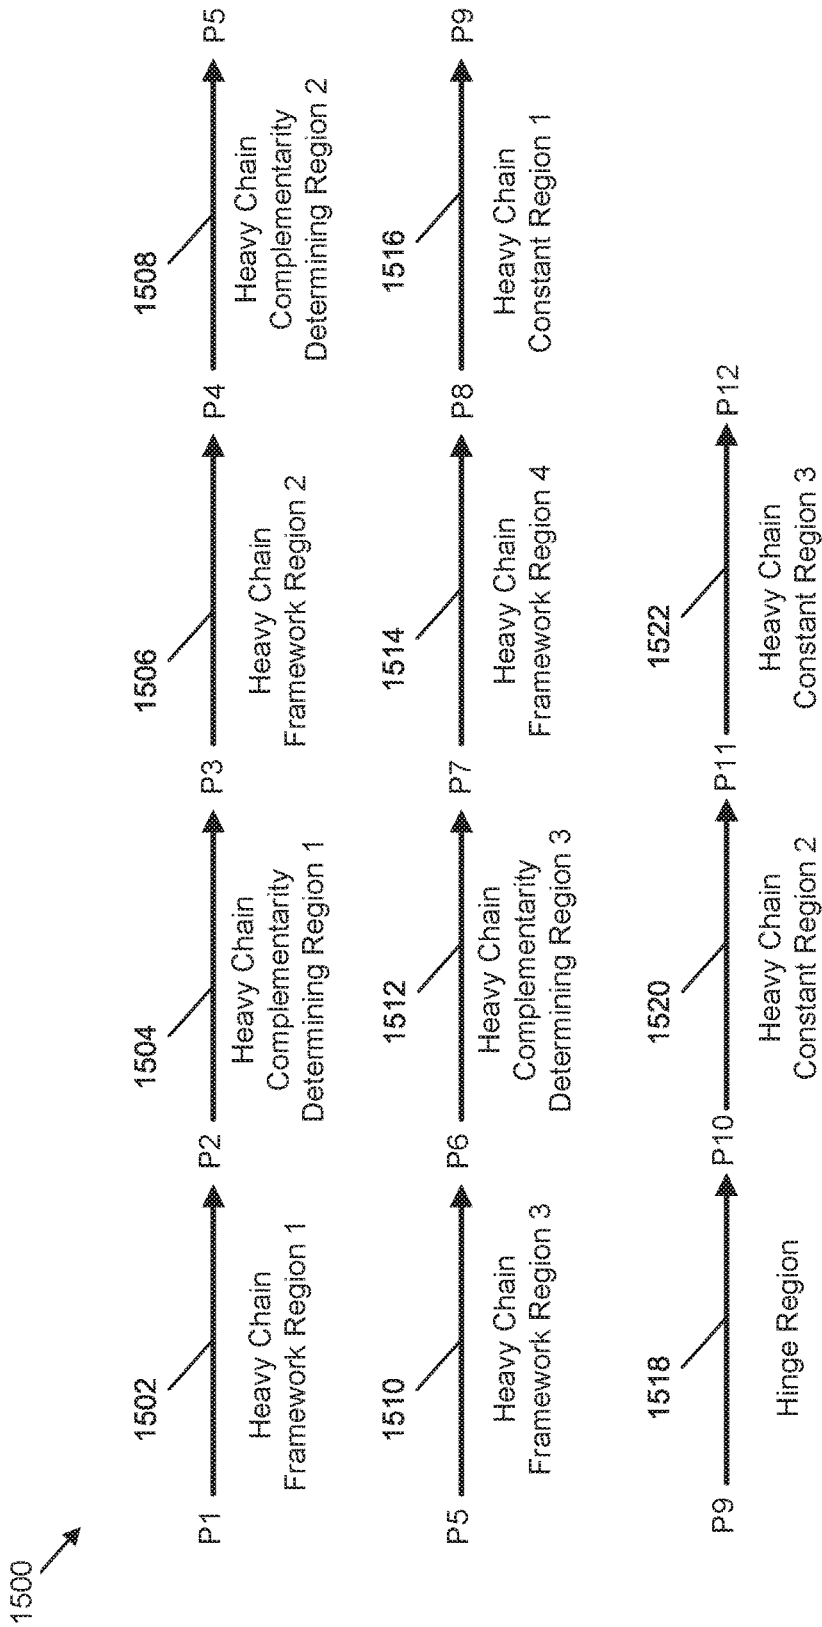 1500
1502
1504
1506
1508
P1
P2
P3
P4
P5
Heavy Chain
Framework Region 1
Heavy Chain
Complementarity
Determining Region 1
Heavy Chain
Framework Region 2
Heavy Chain
Complementarity
Determining Region 2
1510
1512
1514
1516
P5
P6
P7
P8
P9
Heavy Chain
Framework Region 3
Heavy Chain
Complementarity
Determining Region 3
Heavy Chain
Framework Region 4
Heavy Chain
Constant Region 1
1518
1520
1522
P9
P10
P11
P12
Hinge Region
Heavy Chain
Constant Region 2
Heavy Chain
Constant Region 3